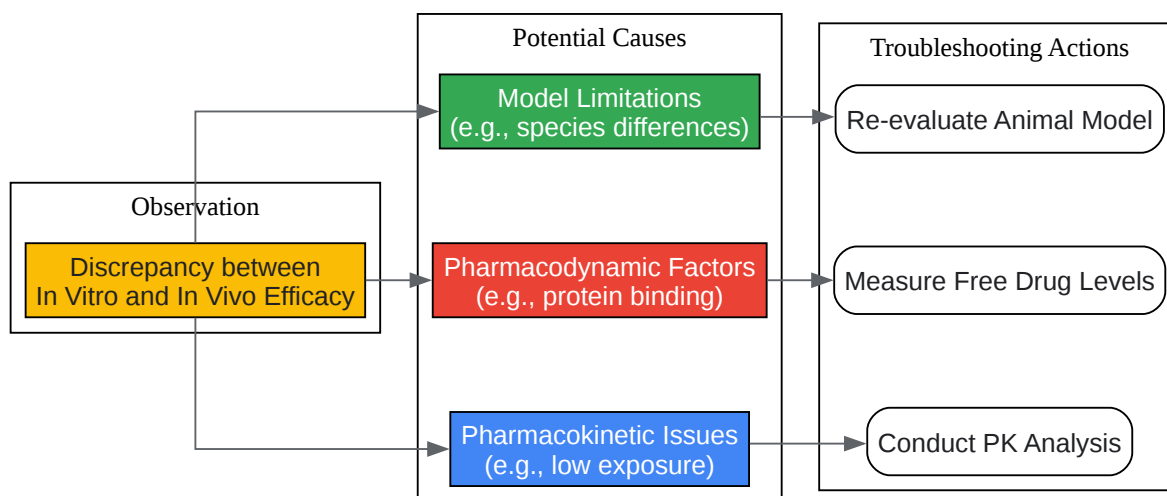 Potential Causes
Troubleshooting Actions
Model Limitations
(e.g., species differences)
Re-evaluate Animal Model
Observation
Discrepancy between
In Vitro and In Vivo Efficacy
Pharmacodynamic Factors
(e.g., protein binding)
Measure Free Drug Levels
Pharmacokinetic Issues
(e.g., low exposure)
Conduct PK Analysis